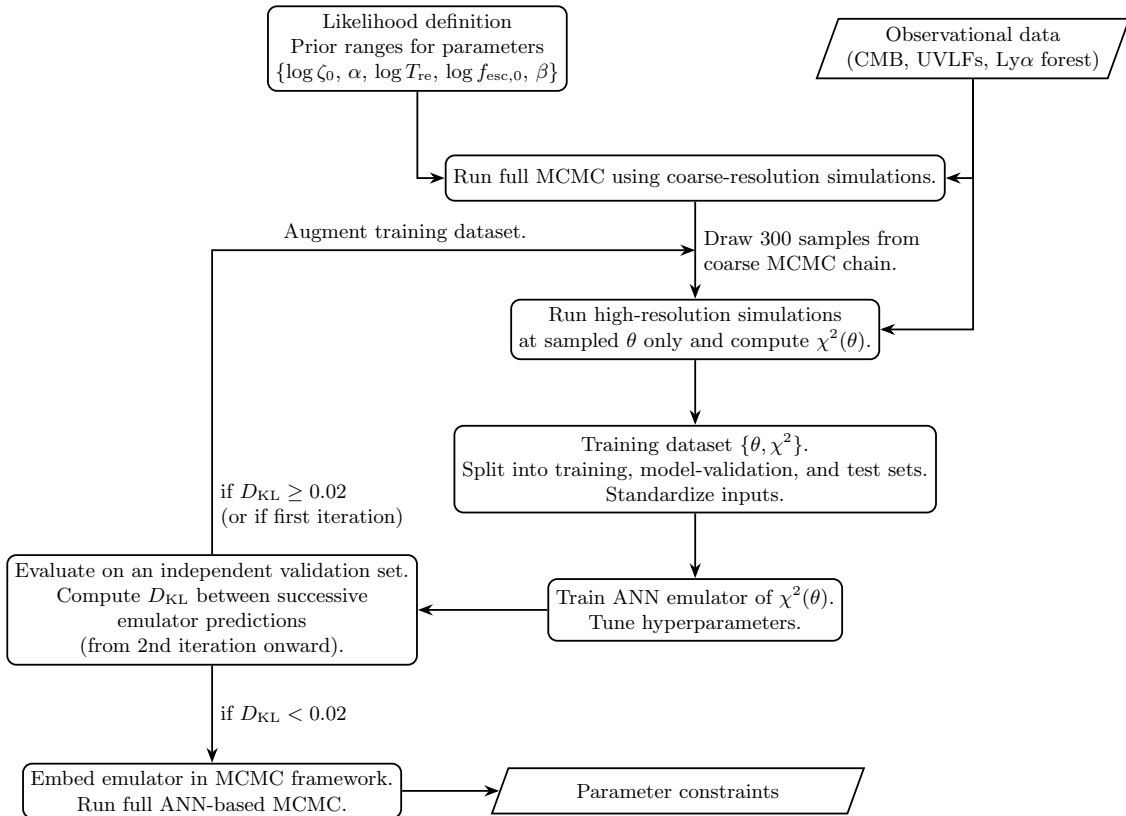 Likelihood definition
Prior ranges for parameters
{log ζ₀, α, log T_re, log f_esc,0, β}
Observational data
(CMB, UVLFs, Lyα forest)
Run full MCMC using coarse-resolution simulations.
Augment training dataset.
Draw 300 samples from
coarse MCMC chain.
Run high-resolution simulations
at sampled θ only and compute χ²(θ).
Training dataset {θ, χ²}.
Split into training, model-validation, and test sets.
Standardize inputs.
if D_KL ≥ 0.02
(or if first iteration)
Evaluate on an independent validation set.
Compute D_KL between successive
emulator predictions
(from 2nd iteration onward).
Train ANN emulator of χ²(θ).
Tune hyperparameters.
if D_KL < 0.02
Embed emulator in MCMC framework.
Run full ANN-based MCMC.
Parameter constraints